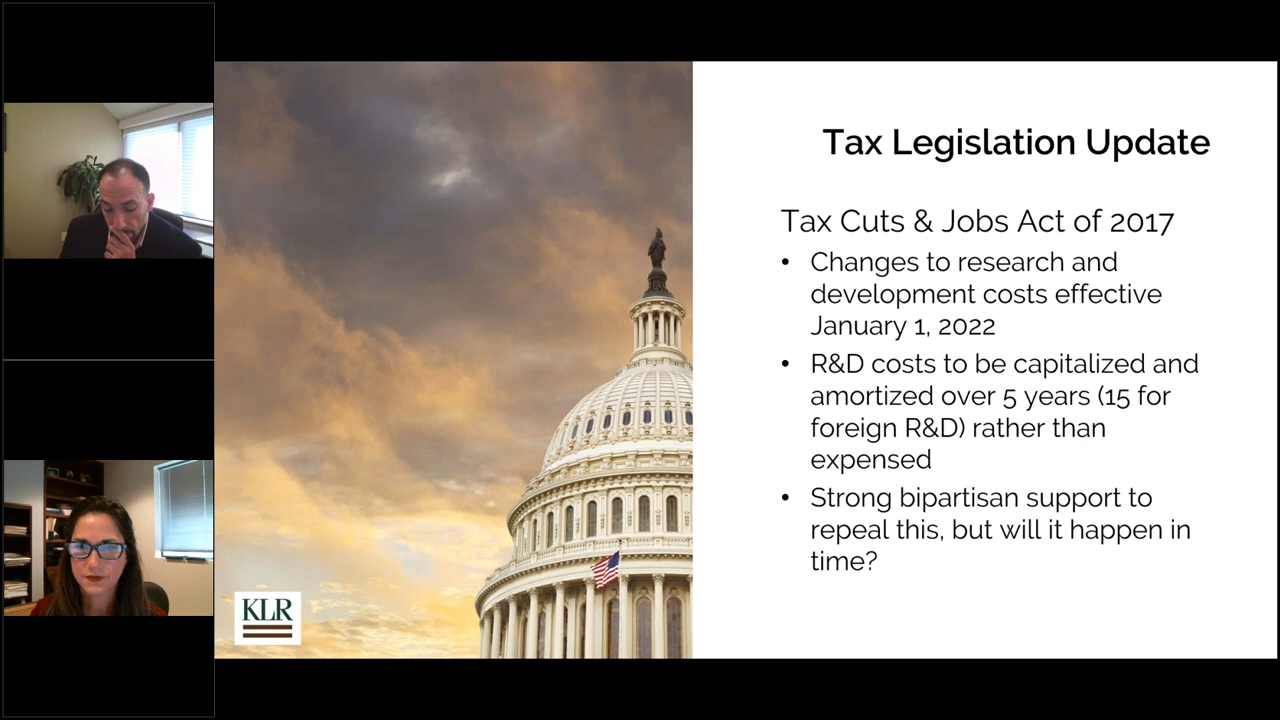 Tax Legislation Update
Tax Cuts & Jobs Act of 2017
• Changes to research and
development costs effective
January 1, 2022
• R&D costs to be capitalized and
amortized over 5 years (15 for
foreign R&D) rather than
expensed
• Strong bipartisan support to
repeal this, but will it happen in
time?
KLR